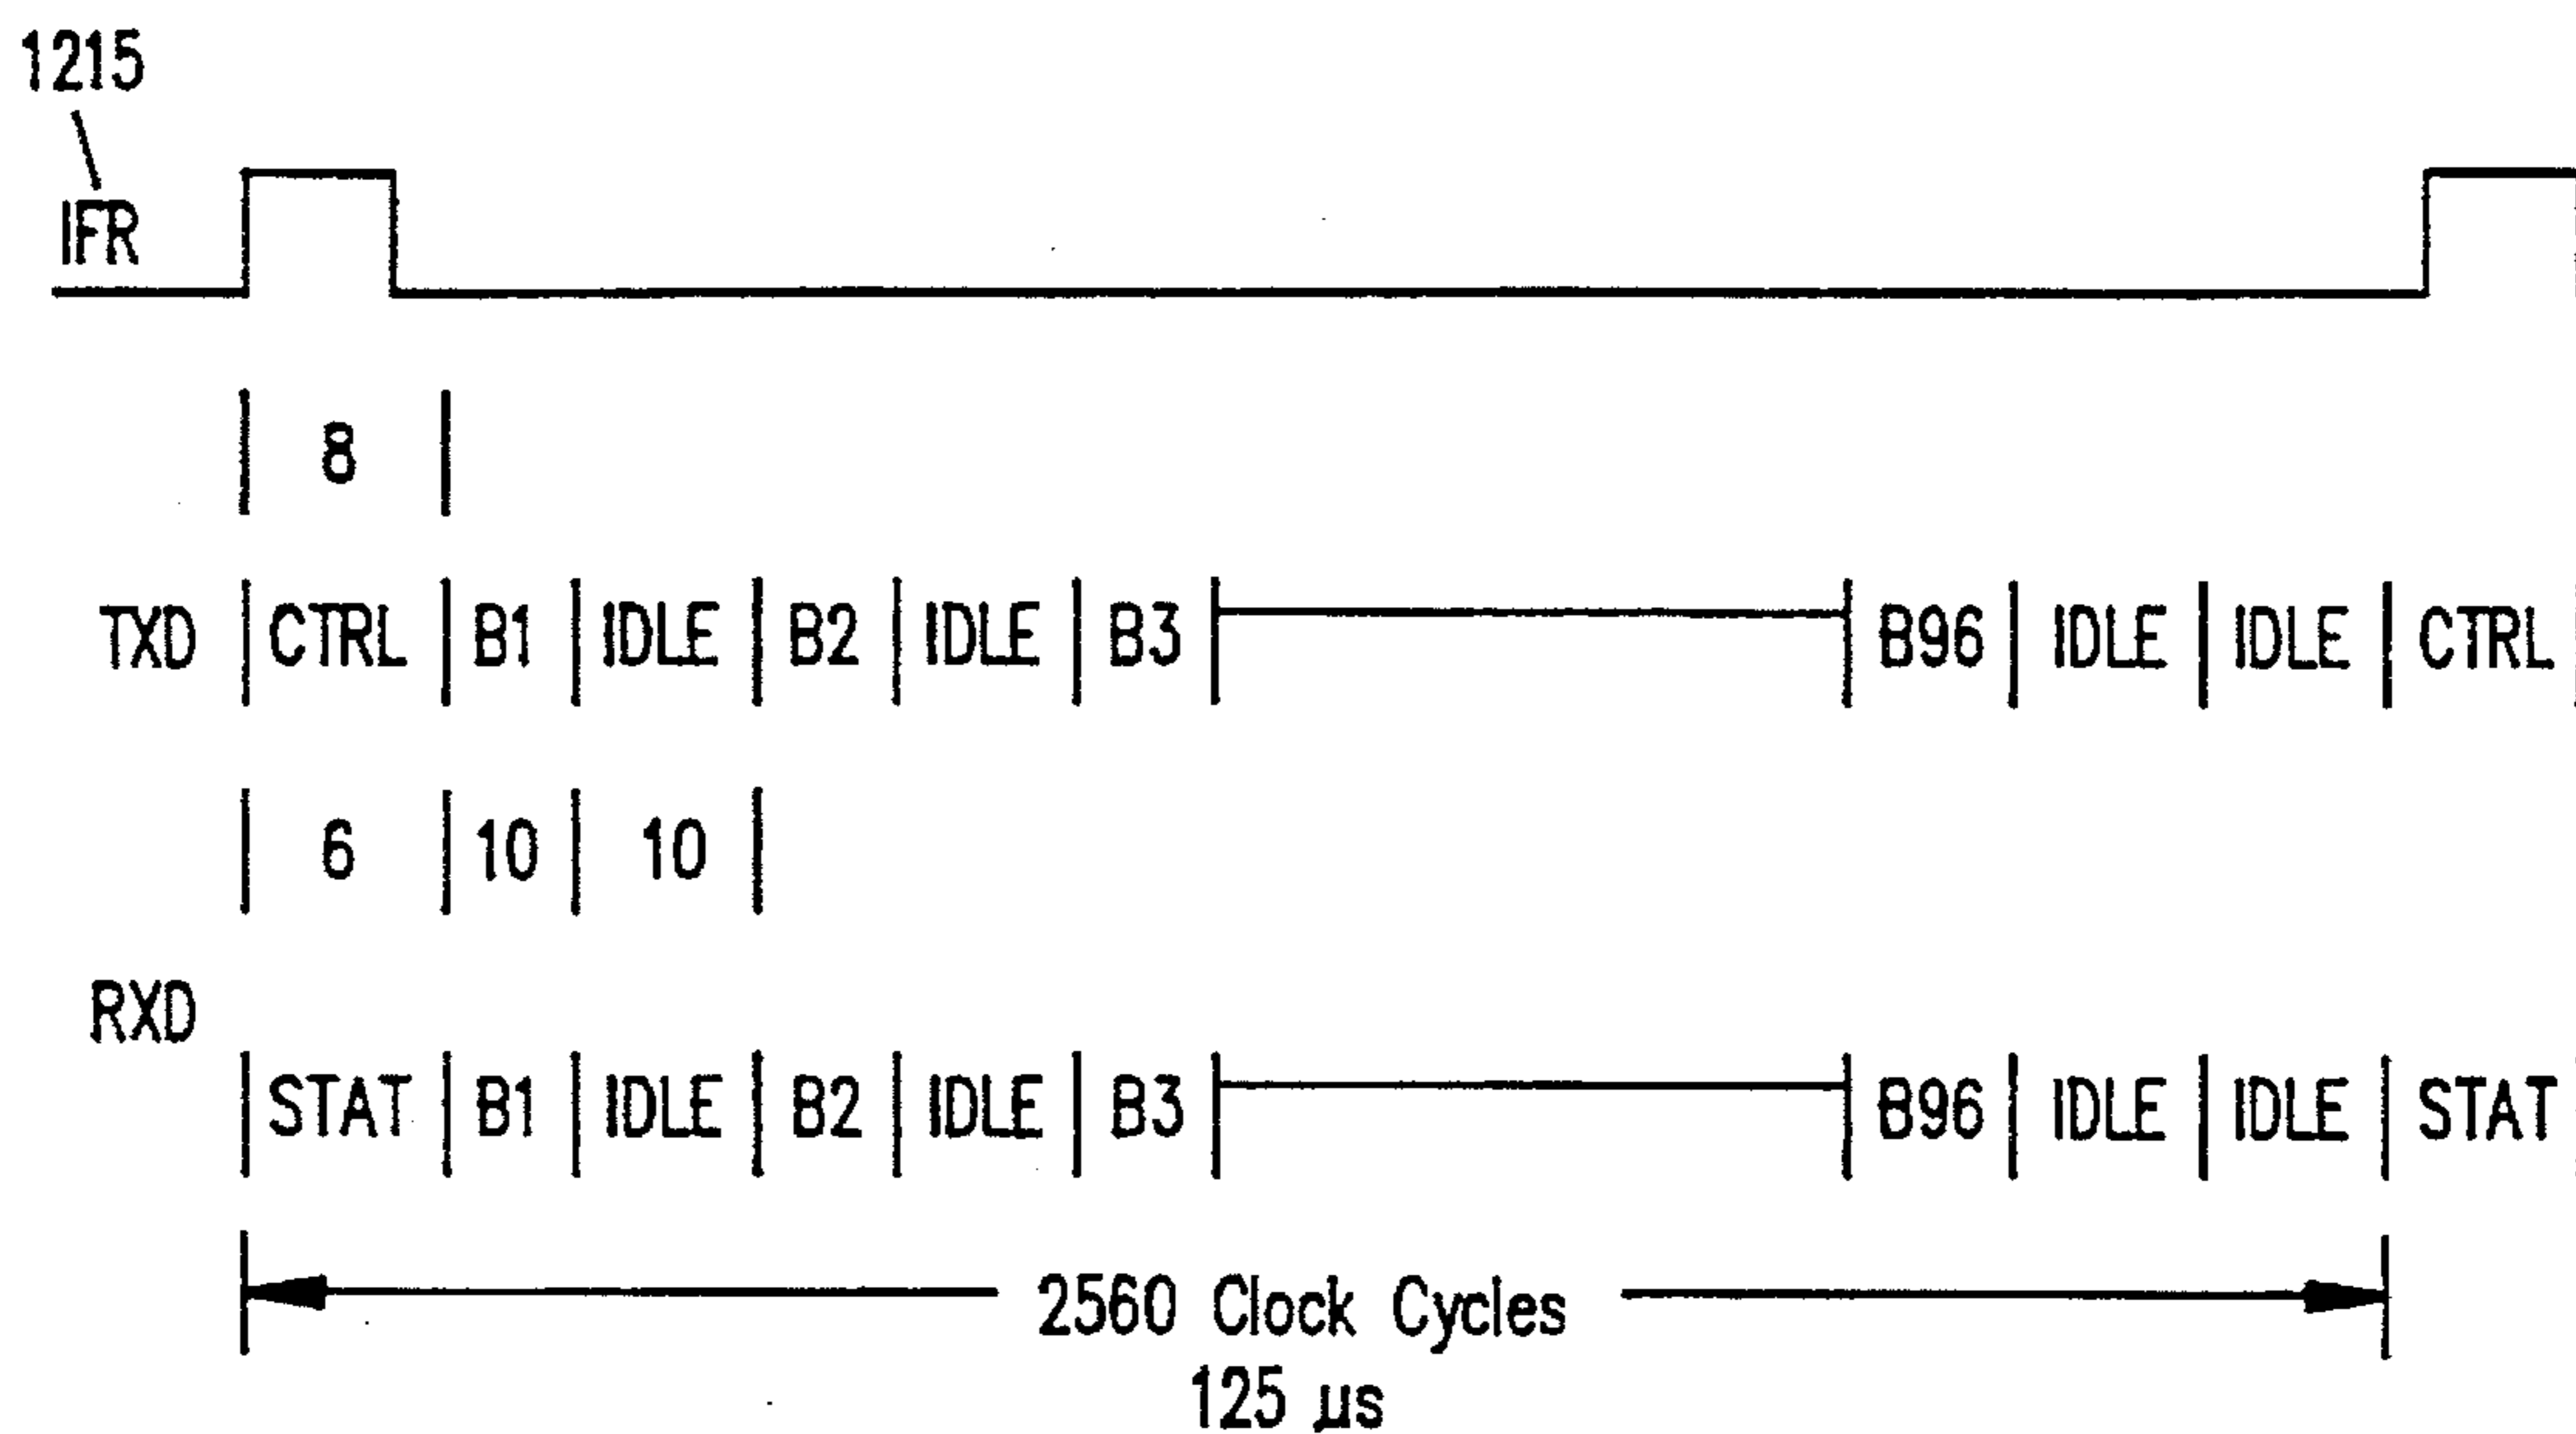 1215
IFR
8
TXD CTRL B1 IDLE B2 IDLE B3 B96 IDLE IDLE CTRL
6 10 10
RXD
STAT B1 IDLE B2 IDLE B3 B96 IDLE IDLE STAT
2560 Clock Cycles
125 µs